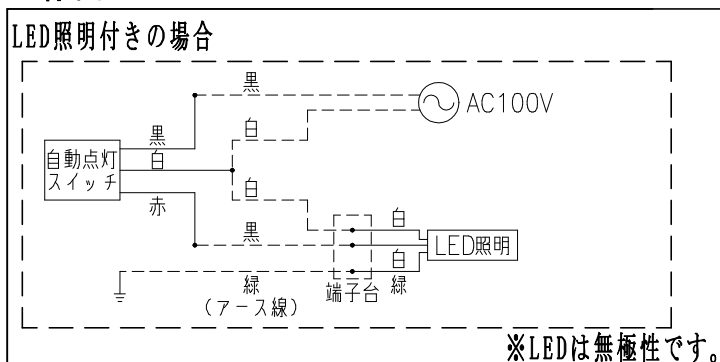 LED照明付きの場合
黒
AC100V
白
黒
自動点灯
スイッチ
白
赤
白
黒
白
LED照明
白
緑
(アース線)
端子台
緑
※LEDは無極性です。